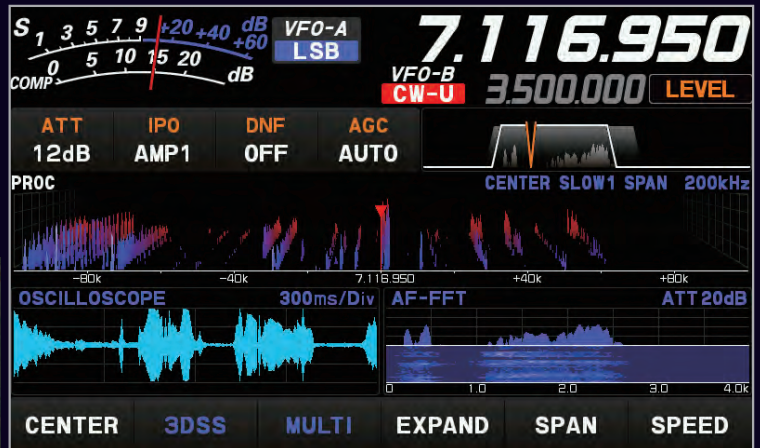 S 1 3 5 7 9 +20 +40 +60 dB
COMP 0 5 10 15 20 dB
VFO-A
LSB
7.116.950
VFO-B
CW-U
3.500.000
LEVEL
ATT IPO DNF AGC
12dB AMP1 OFF AUTO
PROC
CENTER SLOW1 SPAN 200kHz
-80k -40k 7.116.950 +40k +80k
OSCILLOSCOPE 300ms/Div
AF-FFT ATT 20dB
0 1.0 2.0 3.0 4.0k
CENTER 3DSS MULTI EXPAND SPAN SPEED